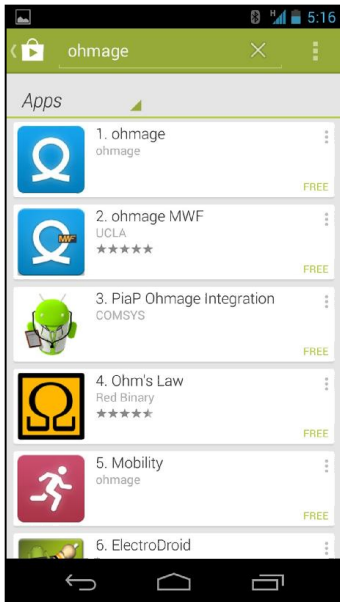 H 5:16
ohmage
Apps
1. ohmage
ohmage
FREE
2. ohmage MWF
MWF
UCLA
FREE
3. PiaP Ohmage Integration
COMSYS
FREE
4. Ohm's Law
Ω
Red Binary
FREE
5. Mobility
ohmage
FREE
6. ElectroDroid